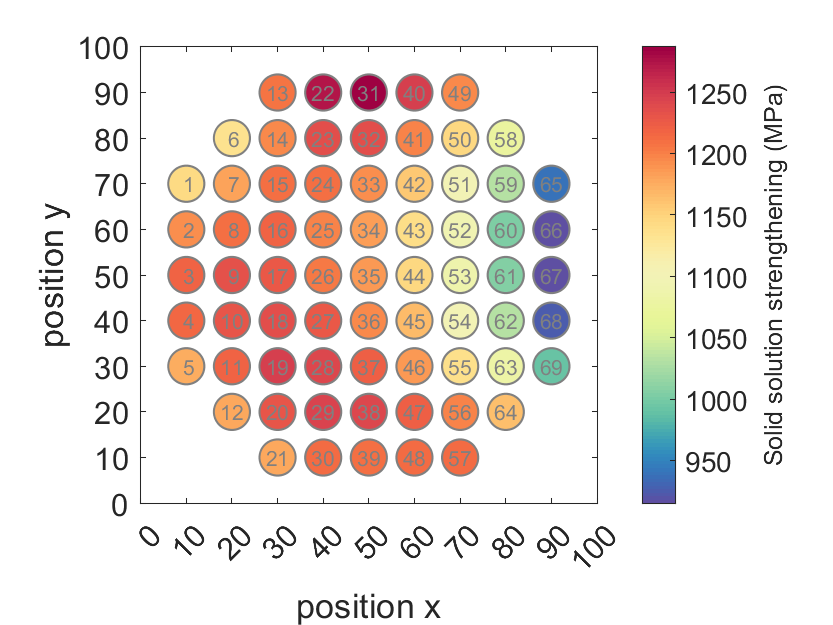 100
90
80
70
60
50
40
30
20
10
0
13 22 31 40 49
6 14 23 32 41 50 58
1 7 15 24 33 42 51 59 65
2 8 16 25 34 43 52 60 66
3 9 17 26 35 44 53 61 67
4 10 18 27 36 45 54 62 68
5 11 19 28 37 46 55 63 69
12 20 29 38 47 56 64
21 30 39 48 57
0 10 20 30 40 50 60 70 80 90 100
position x
position y
1250
1200
1150
1100
1050
1000
950
Solid solution strengthening (MPa)